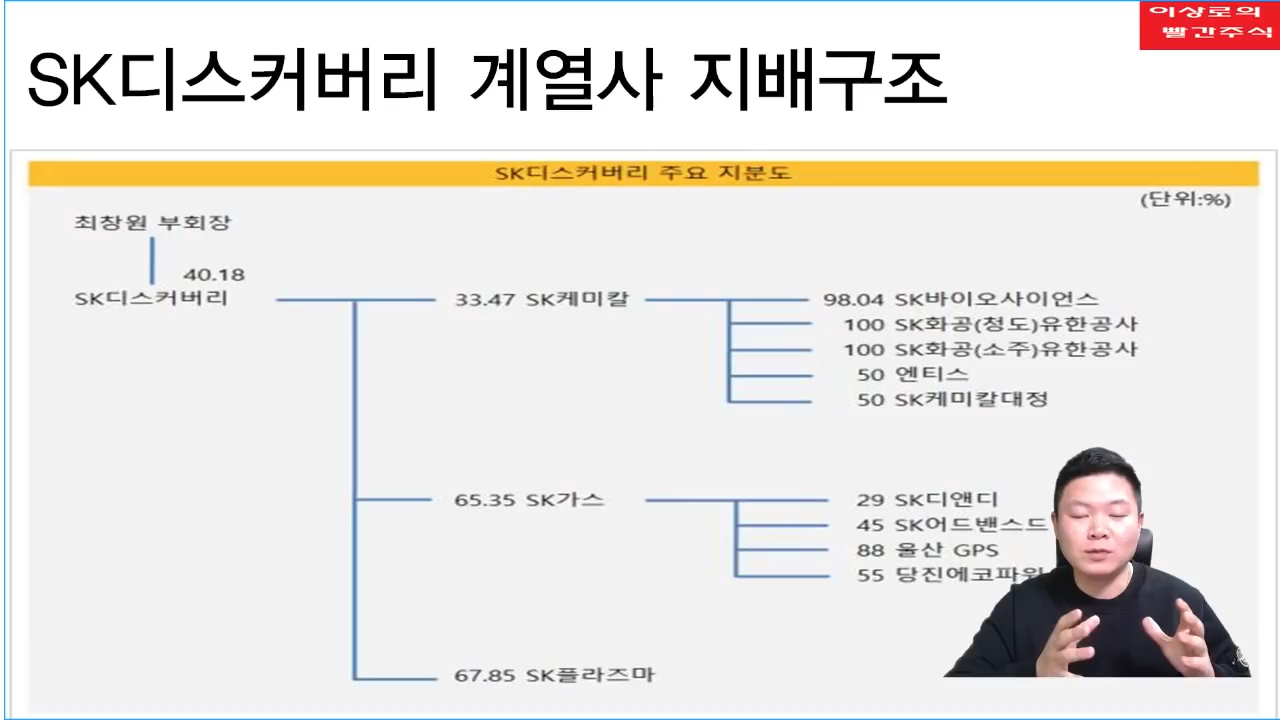 이상로의
빨간주식
SK디스커버리 계열사 지배구조
SK디스커버리 주요 지분도
(단위:%)
최창원 부회장
40.18
SK디스커버리
33.47 SK케미칼
98.04 SK바이오사이언스
100 SK화공(청도)유한공사
100 SK화공(소주)유한공사
50 엔티스
50 SK케미칼대정
65.35 SK가스
29 SK디앤디
45 SK어드밴스드
88 울산 GPS
55 당진에코파워
67.85 SK플라즈마